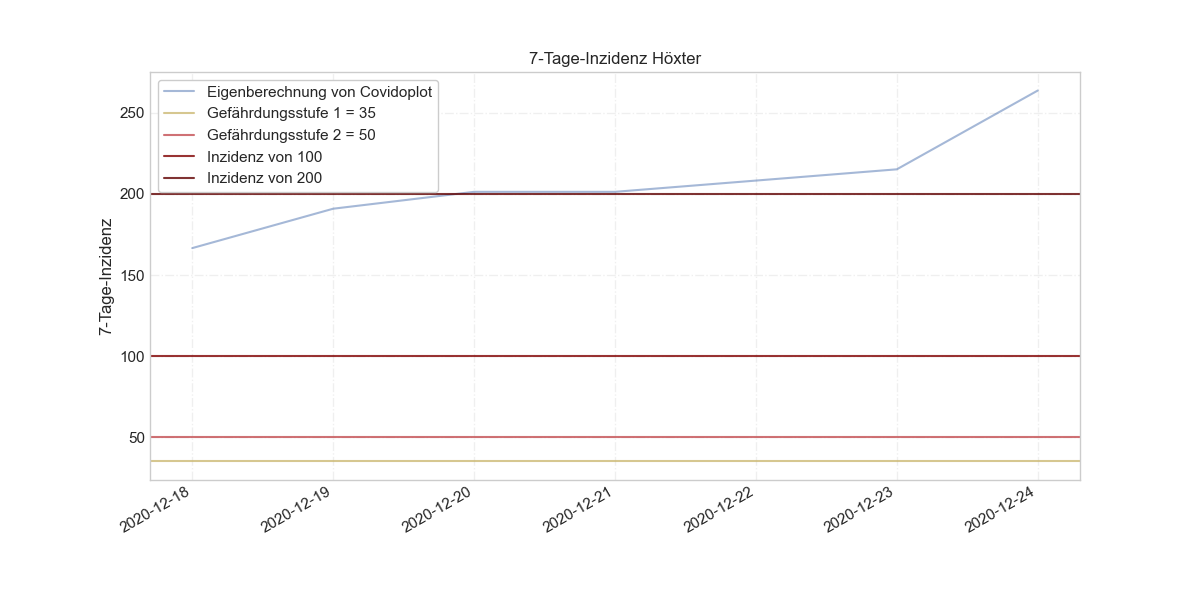 7-Tage-Inzidenz Höxter
Eigenberechnung von Covidoplot
Gefährdungsstufe 1 = 35
Gefährdungsstufe 2 = 50
Inzidenz von 100
Inzidenz von 200
7-Tage-Inzidenz
250
200
150
100
50
2020-12-18
2020-12-19
2020-12-20
2020-12-21
2020-12-22
2020-12-23
2020-12-24